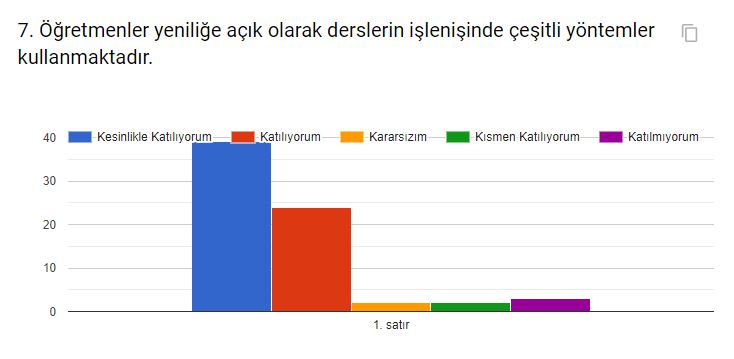 7. Öğretmenler yeniliğe açık olarak derslerin işlenişinde çeşitli yöntemler
kullanmaktadır.
Kesinlikle Katılıyorum Katılıyorum Kararsızım Kısmen Katılıyorum Katılmıyorum
40
30
20
10
0
1. satır